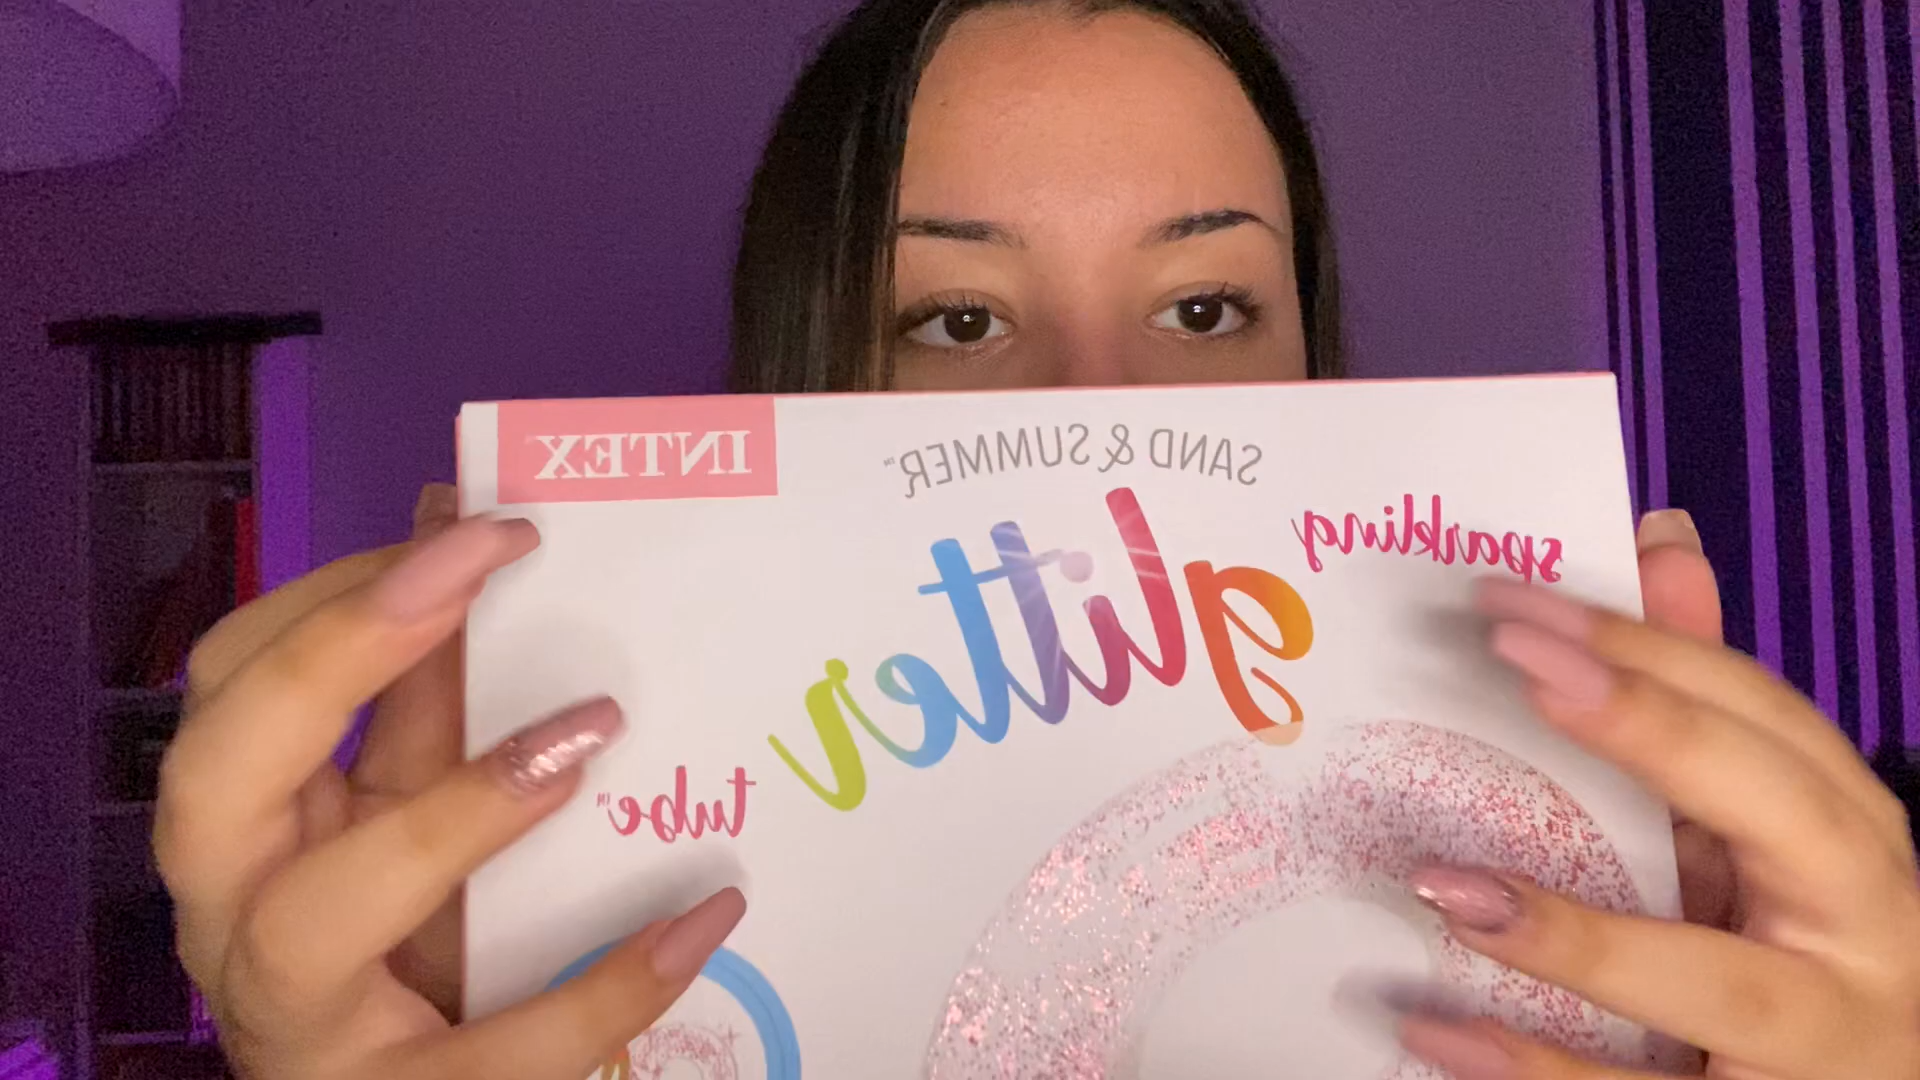 INTEX
SAND & SUMMER™
sparkling
glitter
tube™